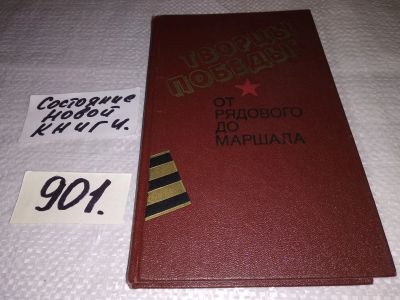 Состояние
новой
книги.
901.
ТВОРЦЫ
ПОБЕДЫ
ОТ
РЯДОВОГО
ДО
МАРШАЛА